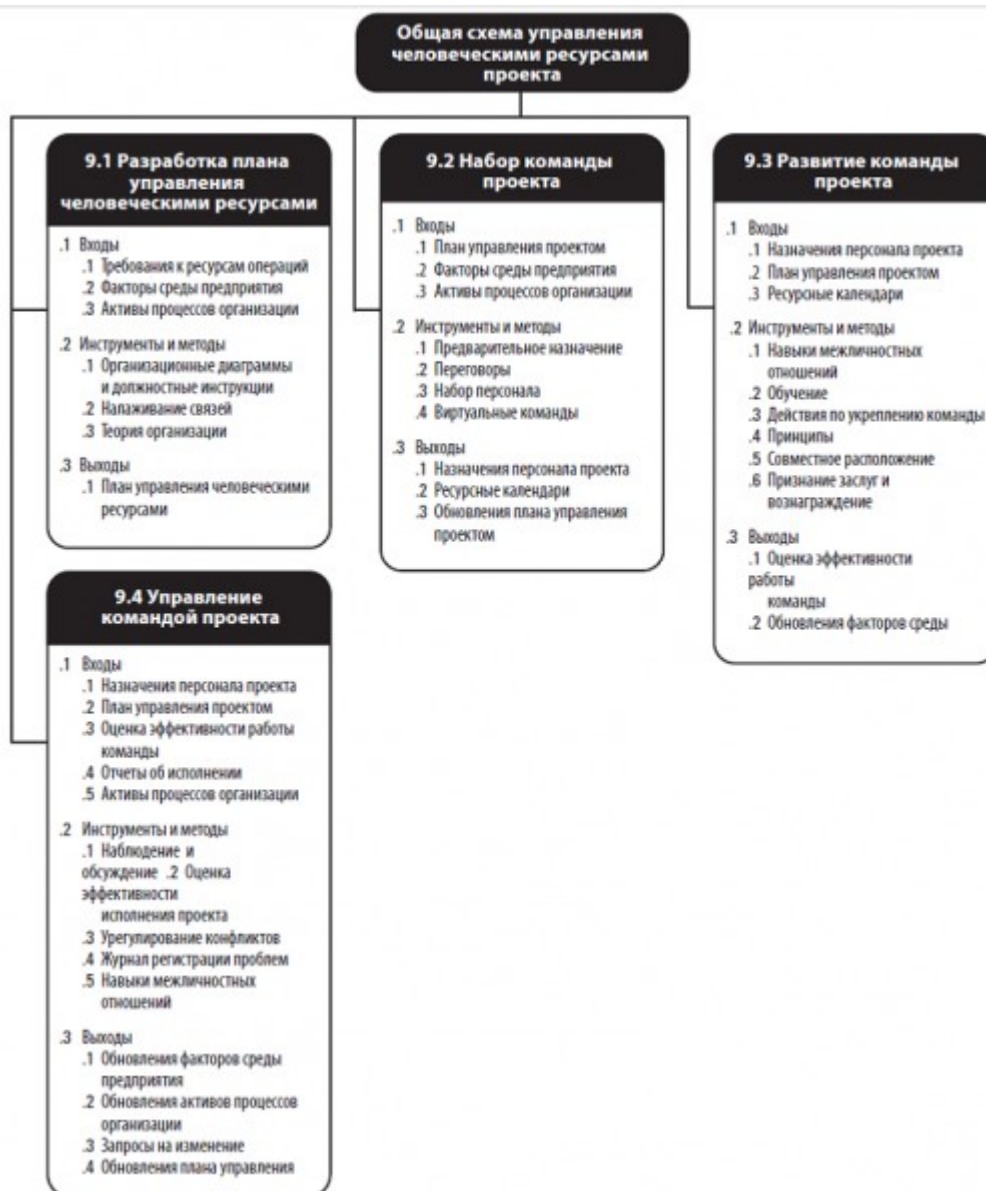 Общая схема управления
человеческими ресурсами
проекта
9.1 Разработка плана
управления
человеческими ресурсами
.1 Входы
.1 Требования к ресурсам операций
.2 Факторы среды предприятия
.3 Активы процессов организации
.2 Инструменты и методы
.1 Организационные диаграммы
и должностные инструкции
.2 Налаживание связей
.3 Теория организации
.3 Выходы
.1 План управления человеческими
ресурсами
9.2 Набор команды
проекта
.1 Входы
.1 План управления проектом
.2 Факторы среды предприятия
.3 Активы процессов организации
.2 Инструменты и методы
.1 Предварительное назначение
.2 Переговоры
.3 Набор персонала
.4 Виртуальные команды
.3 Выходы
.1 Назначения персонала проекта
.2 Ресурсные календари
.3 Обновления плана управления
проектом
9.3 Развитие команды
проекта
.1 Входы
.1 Назначения персонала проекта
.2 План управления проектом
.3 Ресурсные календари
.2 Инструменты и методы
.1 Навыки межличностных
отношений
.2 Обучение
.3 Действия по укреплению команды
.4 Принципы
.5 Совместное расположение
.6 Признание заслуг и
вознаграждение
.3 Выходы
.1 Оценка эффективности
работы
команды
.2 Обновления факторов среды
9.4 Управление
командой проекта
.1 Входы
.1 Назначения персонала проекта
.2 План управления проектом
.3 Оценка эффективности работы
команды
.4 Отчеты об исполнении
.5 Активы процессов организации
.2 Инструменты и методы
.1 Наблюдение и
обсуждение .2 Оценка
эффективности
исполнения проекта
.3 Урегулирование конфликтов
.4 Журнал регистрации проблем
.5 Навыки межличностных
отношений
.3 Выходы
.1 Обновления факторов среды
предприятия
.2 Обновления активов процессов
организации
.3 Запросы на изменение
.4 Обновления плана управления